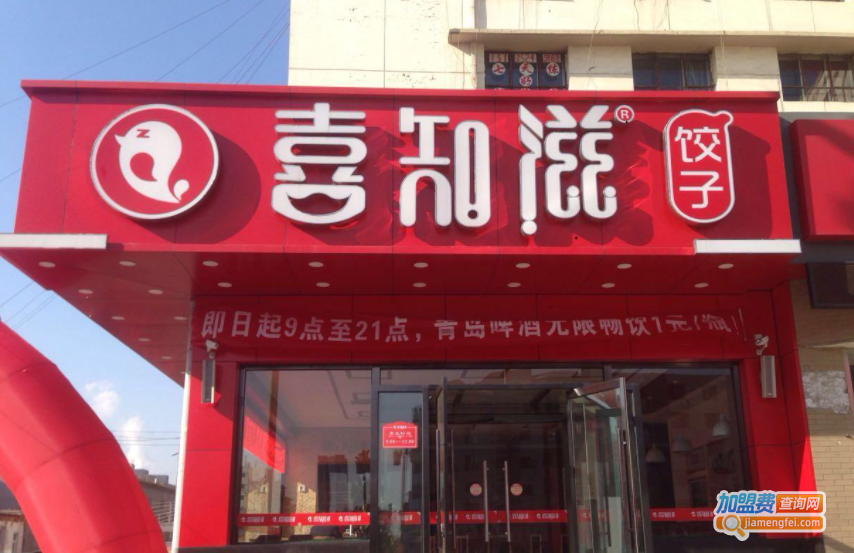 喜知滋®
饺子
即日起9点至21点，青岛啤酒无限畅饮1元/瓶！
加盟费查询网
jiamengfei.com